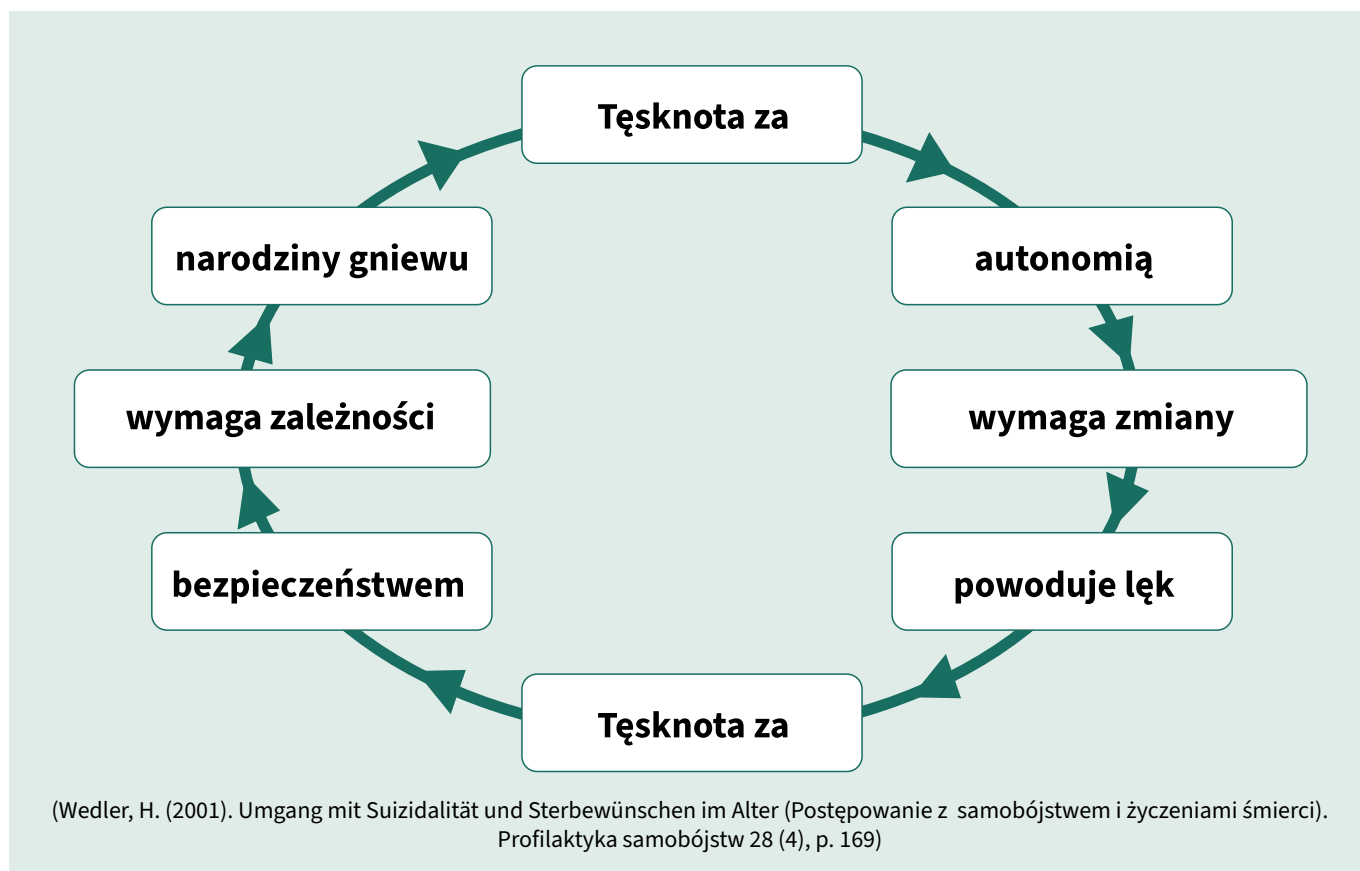 Tęsknota za
autonomią
wymaga zmiany
powoduje lęk
Tęsknota za
bezpieczeństwem
wymaga zależności
narodziny gniewu
(Wedler, H. (2001). Umgang mit Suizidalität und Sterbewünschen im Alter (Postępowanie z samobójstwem i życzeniami śmierci).
Profilaktyka samobójstw 28 (4), p. 169)